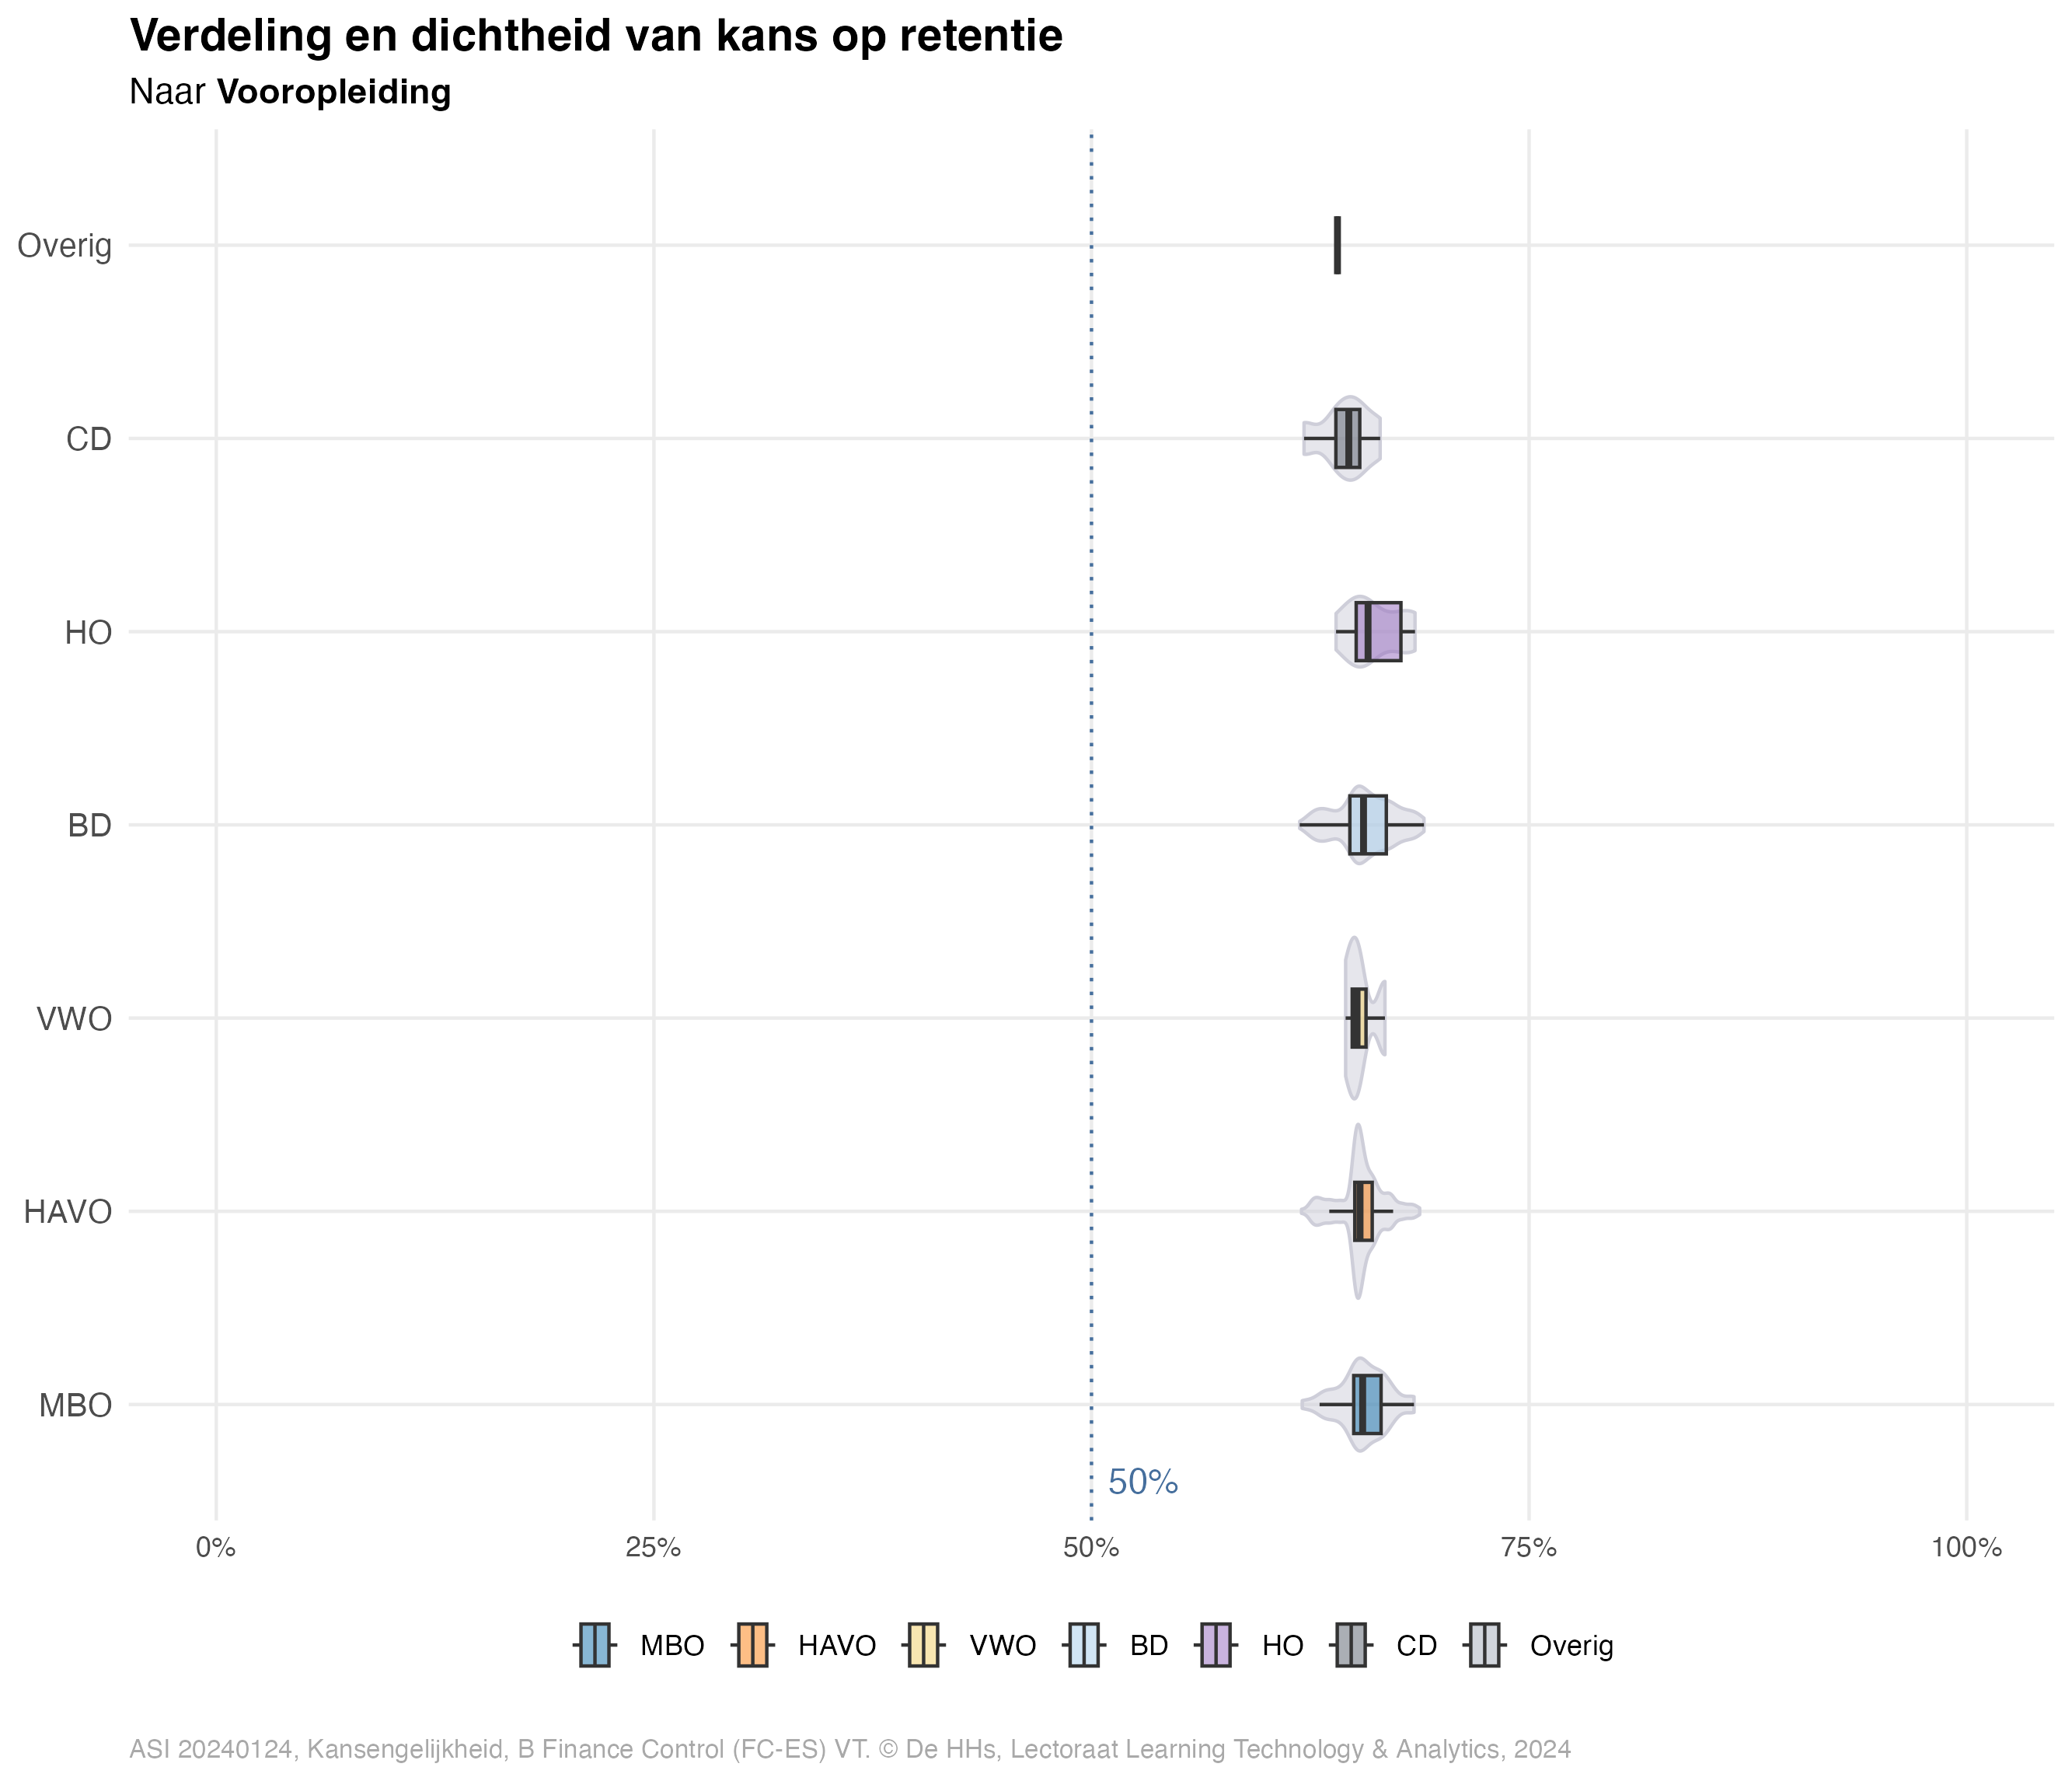 Verdeling en dichtheid van kans op retentie
Naar Vooropleiding
Overig
CD
HO
BD
VWO
HAVO
MBO
50%
0% 25% 50% 75% 100%
MBO HAVO VWO BD HO CD Overig
ASI 20240124, Kansengelijkheid, B Finance Control (FC-ES) VT. © De HHs, Lectoraat Learning Technology & Analytics, 2024